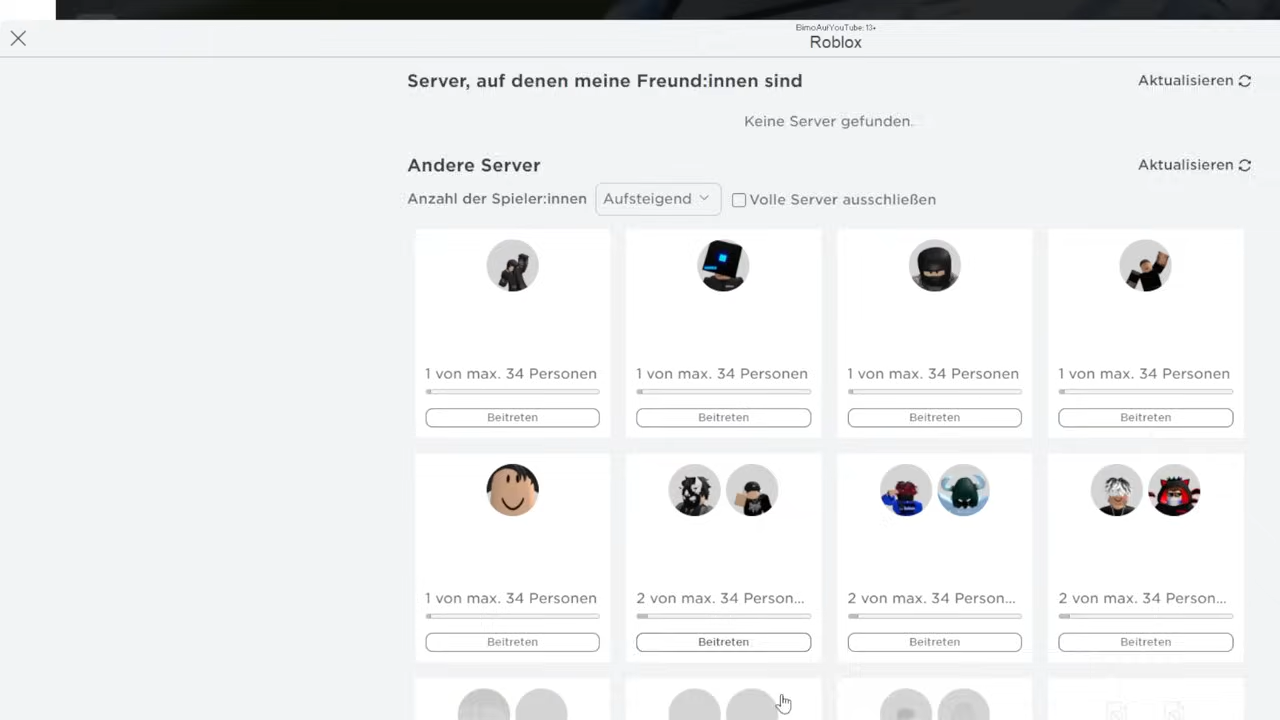 BimoAufYouTube: 13+
Roblox
Server, auf denen meine Freund:innen sind
Aktualisieren
Keine Server gefunden.
Andere Server
Aktualisieren
Anzahl der Spieler:innen
Aufsteigend
Volle Server ausschließen
1 von max. 34 Personen
1 von max. 34 Personen
1 von max. 34 Personen
1 von max. 34 Personen
Beitreten
Beitreten
Beitreten
Beitreten
1 von max. 34 Personen
2 von max. 34 Person...
2 von max. 34 Person...
2 von max. 34 Person...
Beitreten
Beitreten
Beitreten
Beitreten